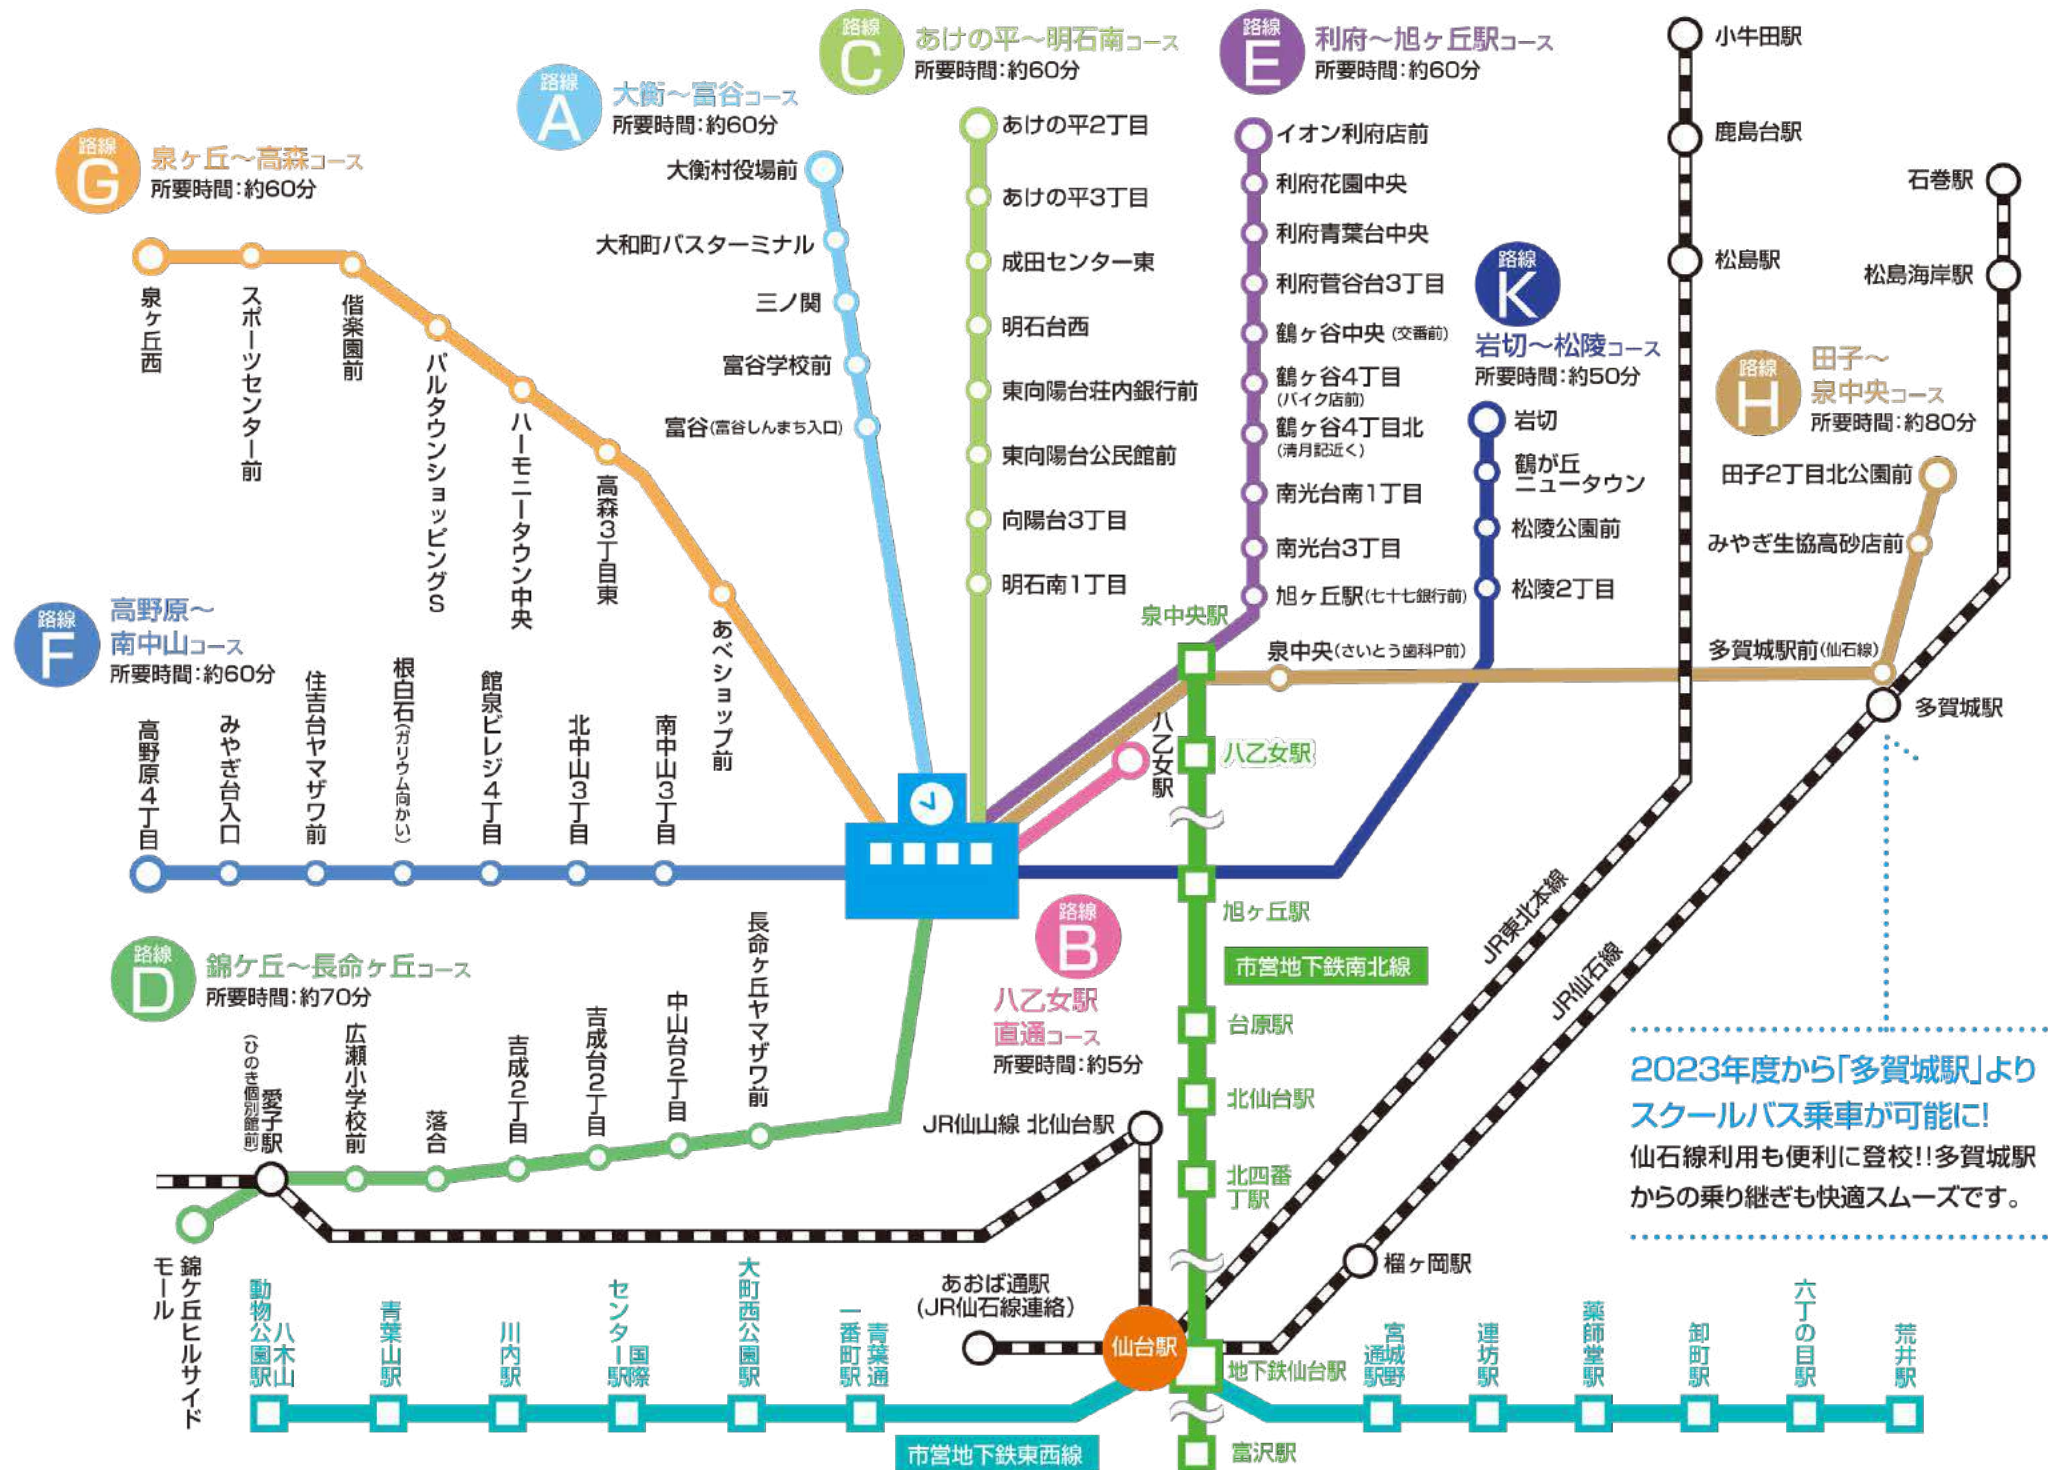 路線
G
泉ヶ丘～高森コース
所要時間:約60分
泉ヶ丘西
スポーツセンター前
偕楽園前
パルタウンショッピングS
ハーモニータウン中央
高森3丁目東
あべショップ前
路線
A
大衡～富谷コース
所要時間:約60分
大衡村役場前
大和町バスターミナル
三ノ関
富谷学校前
富谷(富谷しんまち入口)
路線
C
あけの平～明石南コース
所要時間:約60分
あけの平2丁目
あけの平3丁目
成田センター東
明石台西
東向陽台荘内銀行前
東向陽台公民館前
向陽台3丁目
明石南1丁目
路線
E
利府～旭ヶ丘駅コース
所要時間:約60分
イオン利府店前
利府花園中央
利府青葉台中央
利府菅谷台3丁目
鶴ヶ谷中央(交番前)
鶴ヶ谷4丁目
(バイク店前)
鶴ヶ谷4丁目北
(清月記近く)
南光台南1丁目
南光台3丁目
旭ヶ丘駅(七十七銀行前)
路線
K
岩切～松陵コース
所要時間:約50分
岩切
鶴が丘
ニュータウン
松陵公園前
松陵2丁目
路線
H
田子～
泉中央コース
所要時間:約80分
田子2丁目北公園前
みやぎ生協高砂店前
多賀城駅前(仙石線)
泉中央(さいとう歯科P前)
小牛田駅
鹿島台駅
松島駅
石巻駅
松島海岸駅
多賀城駅
路線
F
高野原～
南中山コース
所要時間:約60分
高野原4丁目
みやぎ台入口
住吉台ヤマザワ前
根白石(ガリウム向かい)
館泉ビレジ4丁目
北中山3丁目
南中山3丁目
路線
D
錦ケ丘～長命ヶ丘コース
所要時間:約70分
錦ケ丘ヒルサイド
モール
愛子駅
(ひのき個別館前)
広瀬小学校前
落合
吉成2丁目
吉成台2丁目
中山台2丁目
長命ヶ丘ヤマザワ前
路線
B
八乙女駅
直通コース
所要時間:約5分
八乙女駅
泉中央駅
八乙女駅
旭ヶ丘駅
市営地下鉄南北線
台原駅
北仙台駅
北四番
丁駅
地下鉄仙台駅
富沢駅
JR東北本線
JR仙石線
2023年度から「多賀城駅」より
スクールバス乗車が可能に!
仙石線利用も便利に登校!!多賀城駅
からの乗り継ぎも快適スムーズです。
JR仙山線 北仙台駅
榴ヶ岡駅
あおば通駅
(JR仙石線連絡)
仙台駅
八木山
動物公園駅
青葉山駅
川内駅
国際
センター駅
大町西公園駅
青葉通
一番町駅
宮城野
通駅
連坊駅
薬師堂駅
卸町駅
六丁の目駅
荒井駅
市営地下鉄東西線